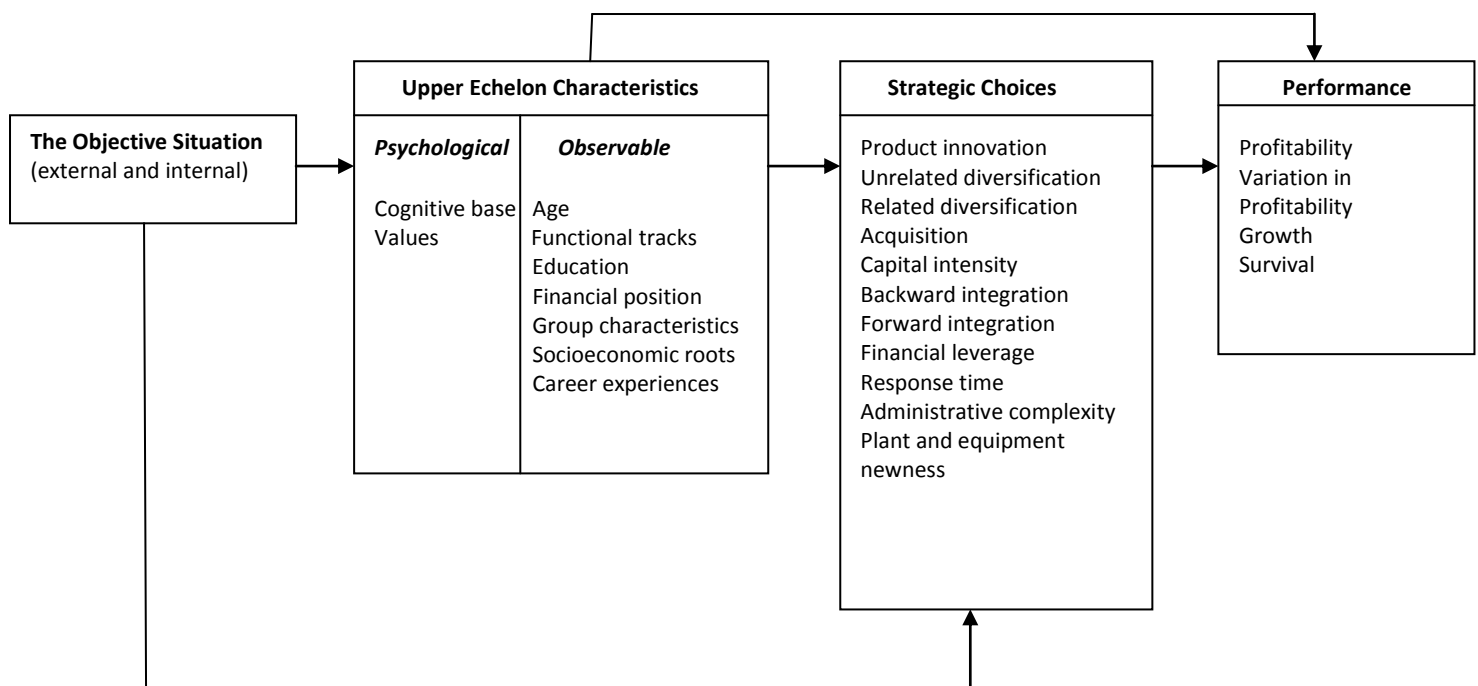 The Objective Situation
(external and internal)
Upper Echelon Characteristics
Psychological
Cognitive base
Values
Observable
Age
Functional tracks
Education
Financial position
Group characteristics
Socioeconomic roots
Career experiences
Strategic Choices
Product innovation
Unrelated diversification
Related diversification
Acquisition
Capital intensity
Backward integration
Forward integration
Financial leverage
Response time
Administrative complexity
Plant and equipment
newness
Performance
Profitability
Variation in
Profitability
Growth
Survival